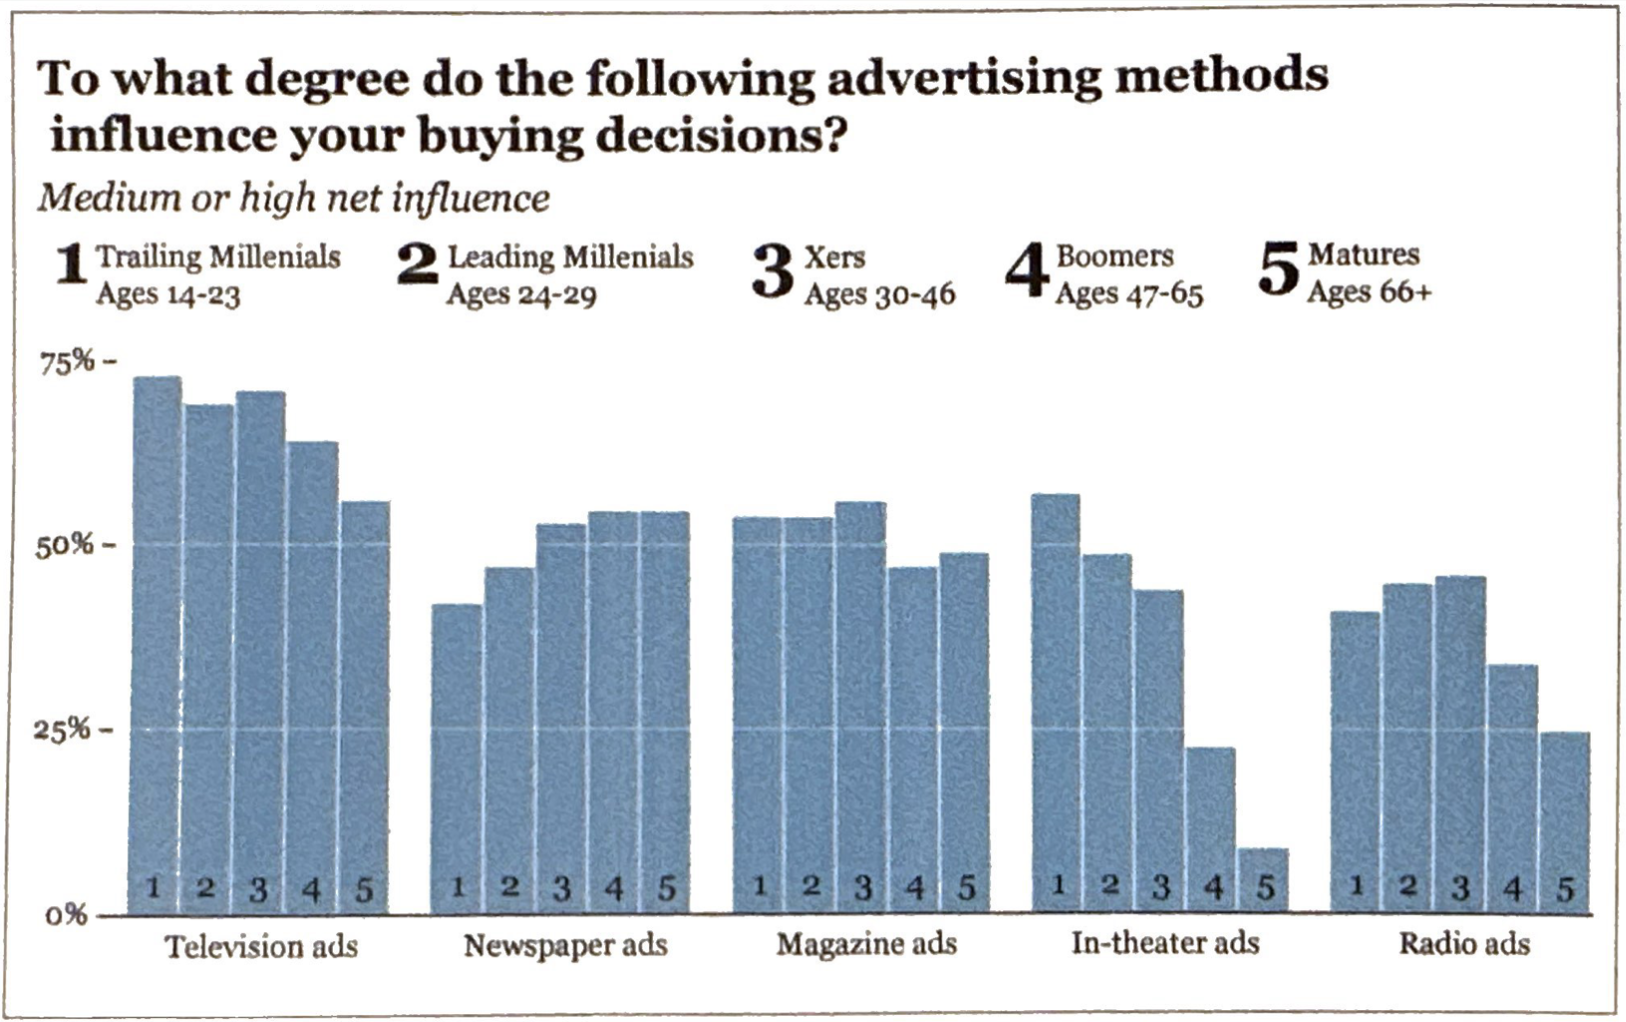 To what degree do the following advertising methods
influence your buying decisions?
Medium or high net influence
1 Trailing Millenials
Ages 14-23
2 Leading Millenials
Ages 24-29
3 Xers
Ages 30-46
4 Boomers
Ages 47-65
5 Matures
Ages 66+
75%
50%
25%
0%
1 2 3 4 5
Television ads
1 2 3 4 5
Newspaper ads
1 2 3 4 5
Magazine ads
1 2 3 4 5
In-theater ads
1 2 3 4 5
Radio ads